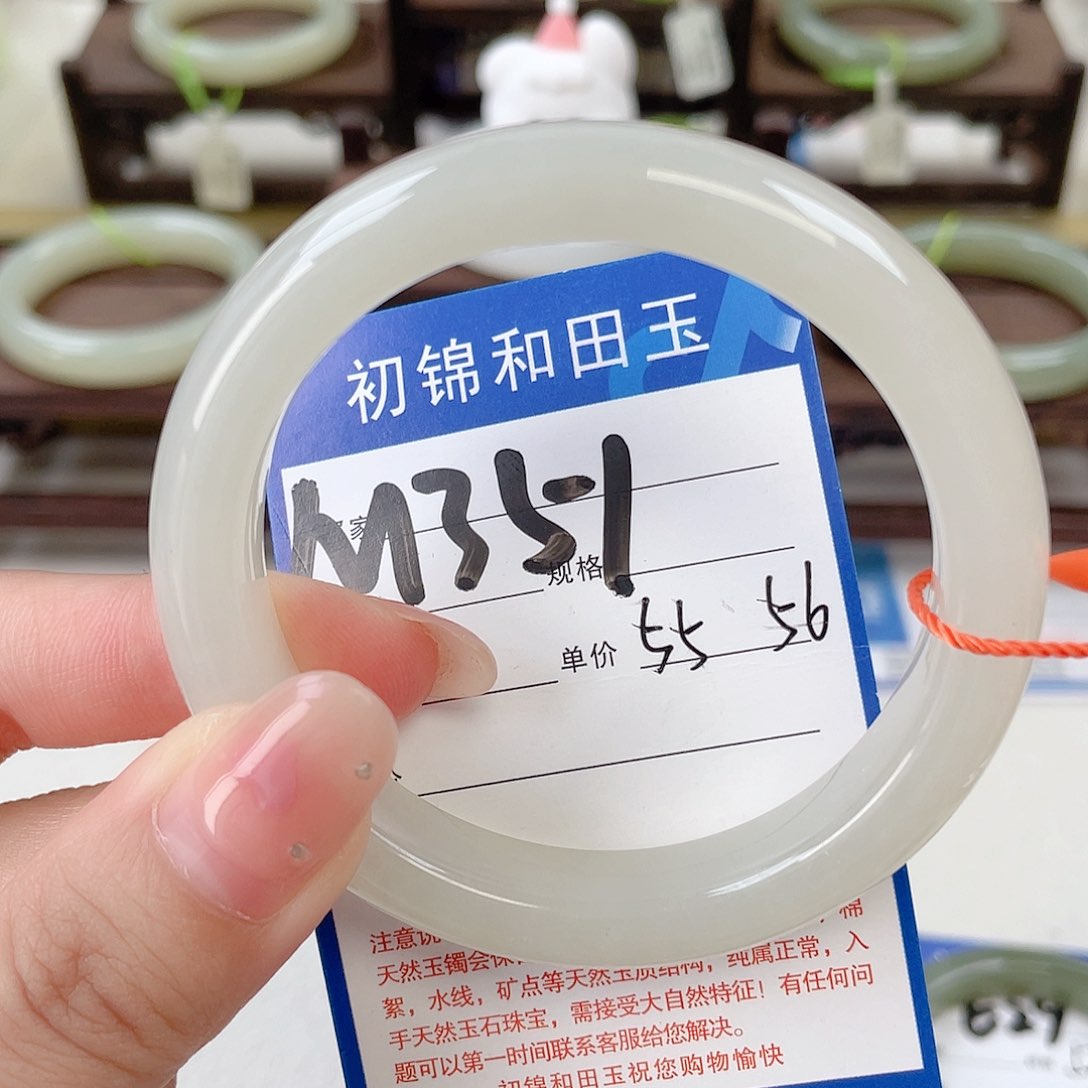 初锦和田玉
M351
规格
单价 55 56
注意
天然玉镯会
棉
絮，水线，矿点等天然玉质结构，纯属正常，入
手天然玉石珠宝，需接受大自然特征！有任何问
题可以第一时间联系客服给您解决。
初锦和田玉祝您购物愉快
E29